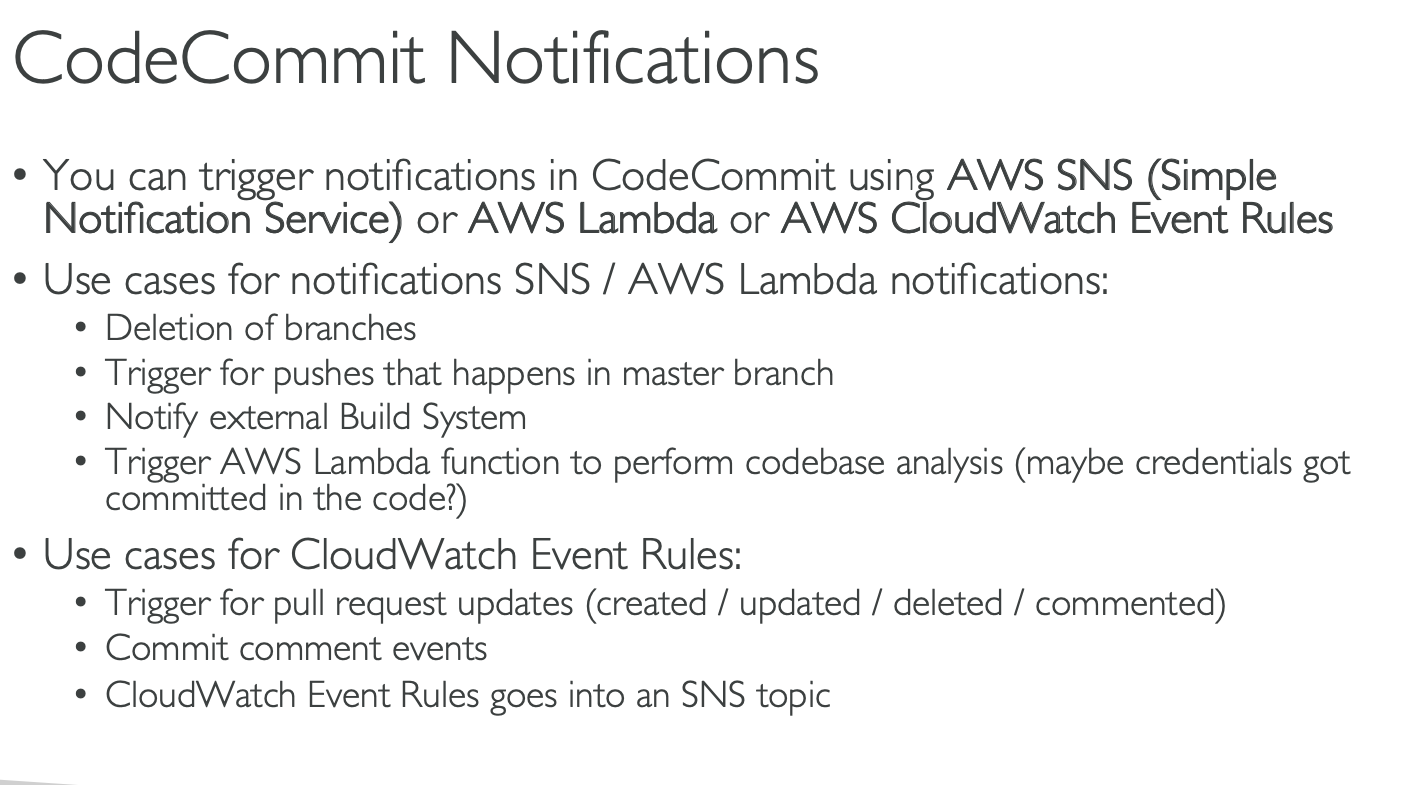 CodeCommit Notifications
• You can trigger notifications in CodeCommit using AWS SNS (Simple
Notification Service) or AWS Lambda or AWS CloudWatch Event Rules
• Use cases for notifications SNS / AWS Lambda notifications:
• Deletion of branches
• Trigger for pushes that happens in master branch
• Notify external Build System
• Trigger AWS Lambda function to perform codebase analysis (maybe credentials got
committed in the code?)
• Use cases for CloudWatch Event Rules:
• Trigger for pull request updates (created / updated / deleted / commented)
• Commit comment events
• CloudWatch Event Rules goes into an SNS topic